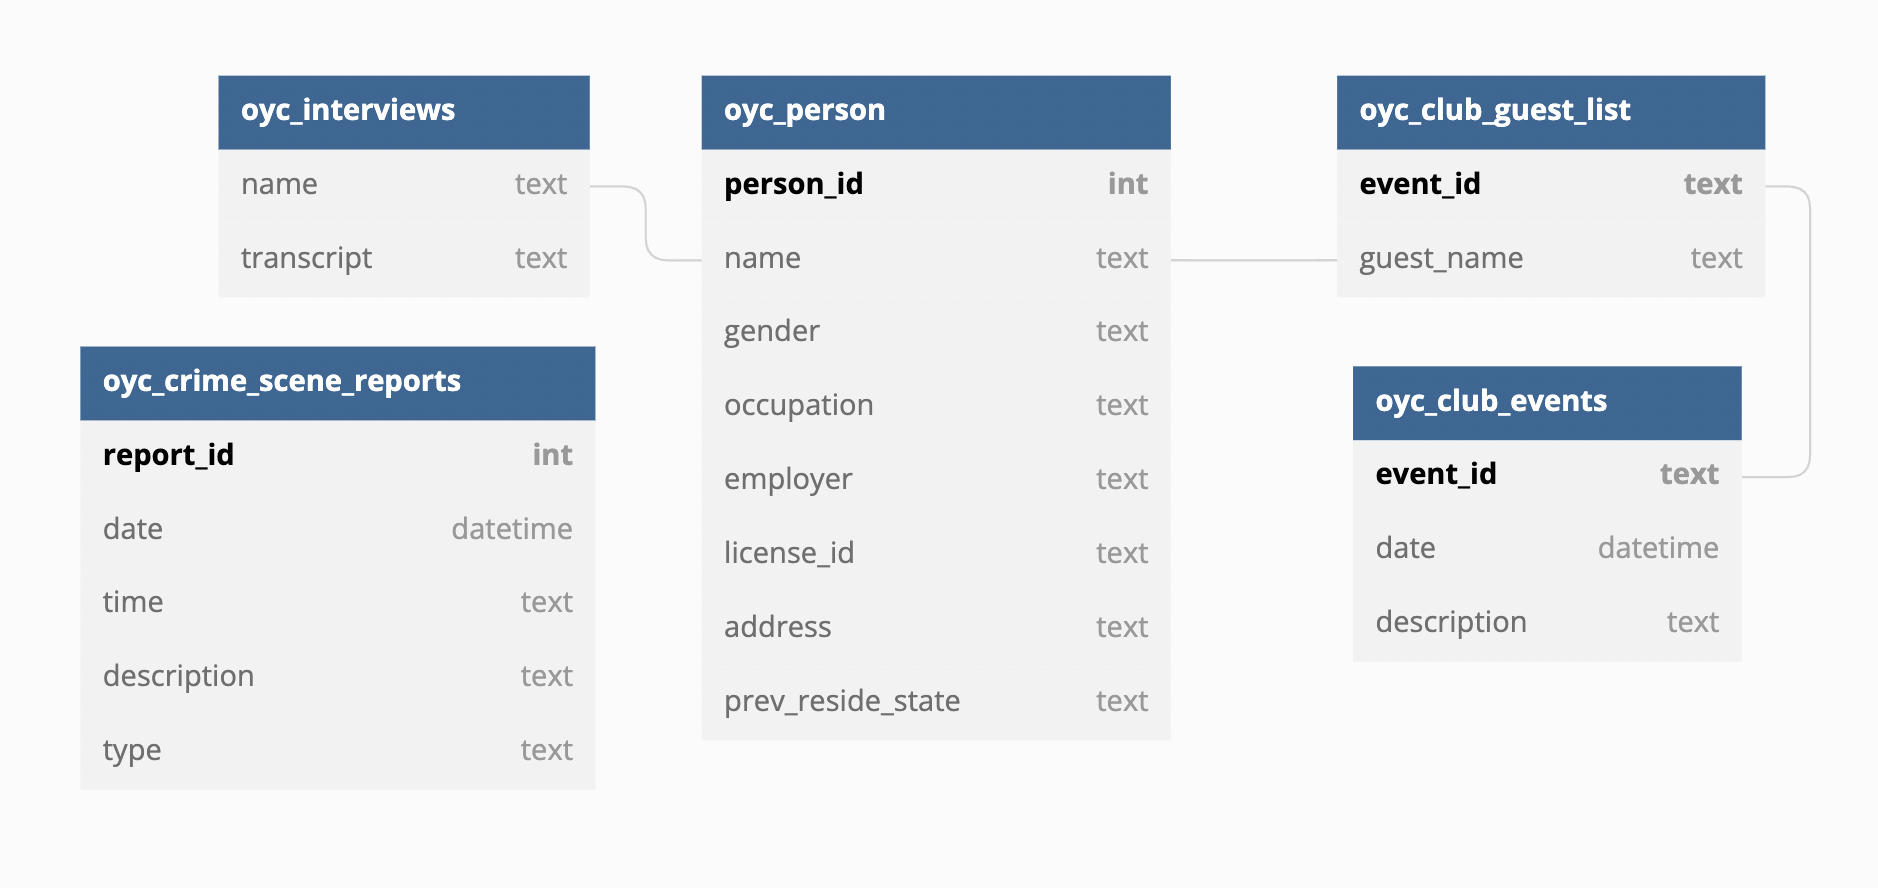 oyc_interviews
name text
transcript text
oyc_crime_scene_reports
report_id int
date datetime
time text
description text
type text
oyc_person
person_id int
name text
gender text
occupation text
employer text
license_id text
address text
prev_reside_state text
oyc_club_guest_list
event_id text
guest_name text
oyc_club_events
event_id text
date datetime
description text